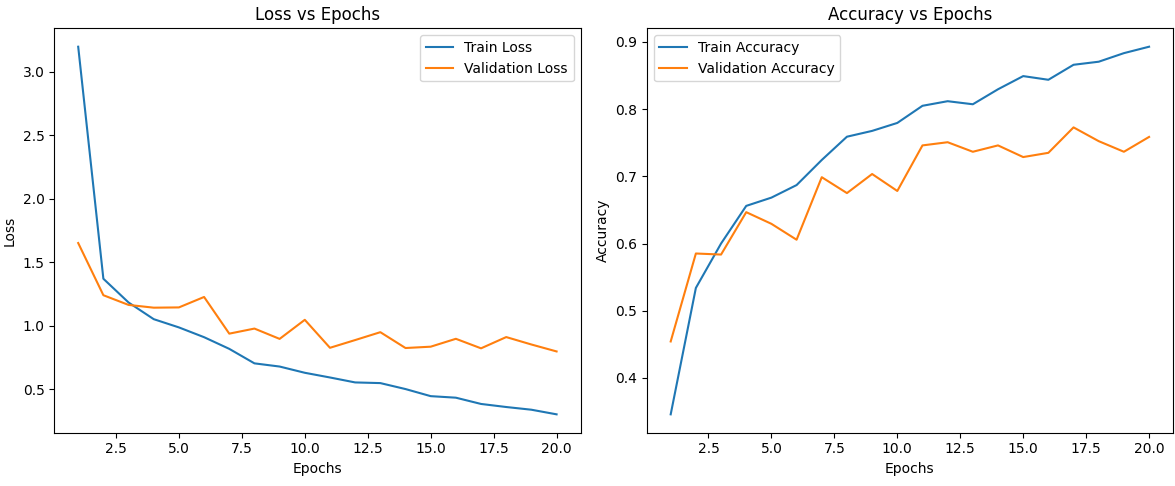 Loss vs Epochs
Train Loss
Validation Loss
3.0
2.5
2.0
1.5
1.0
0.5
Loss
2.5 5.0 7.5 10.0 12.5 15.0 17.5 20.0
Epochs
Accuracy vs Epochs
Train Accuracy
Validation Accuracy
0.9
0.8
0.7
0.6
0.5
0.4
Accuracy
2.5 5.0 7.5 10.0 12.5 15.0 17.5 20.0
Epochs